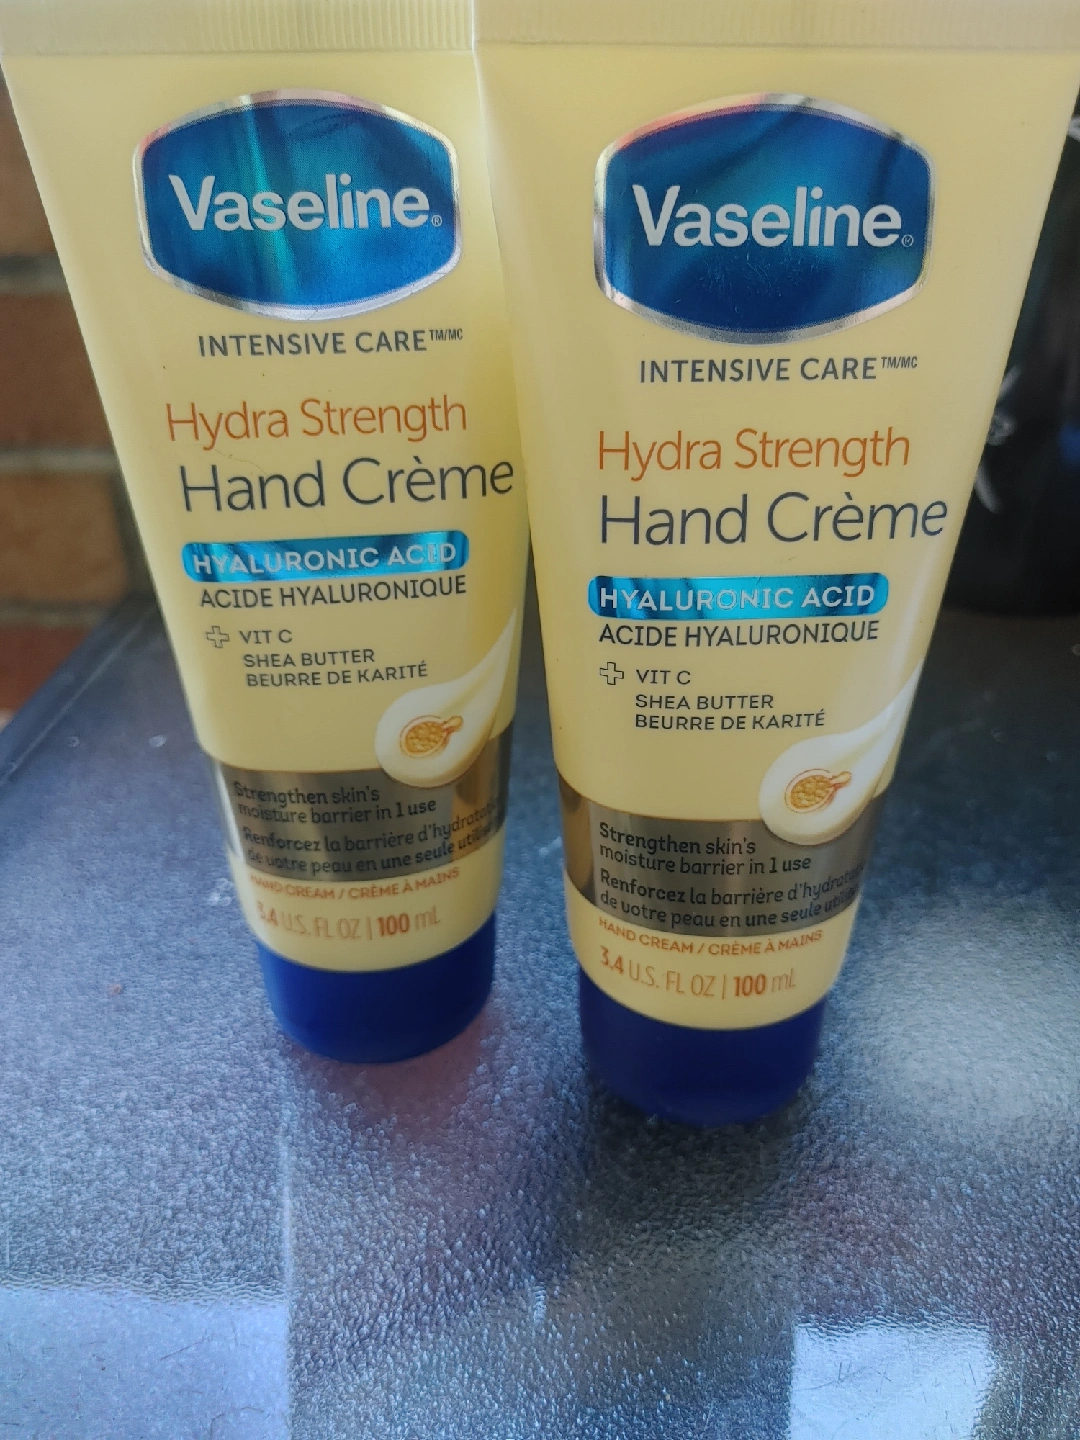 Vaseline®
INTENSIVE CARE™/MC
Hydra Strength
Hand Crème
HYALURONIC ACID
ACIDE HYALURONIQUE
VIT C
SHEA BUTTER
BEURRE DE KARITÉ
Strengthen skin's
moisture barrier in 1 use
Renforcez la barrière
de votre peau en une seule
HAND CREAM / CRÈME À MAINS
3.4 U.S. FL OZ | 100 mL
Vaseline®
INTENSIVE CARE™/MC
Hydra Strength
Hand Crème
HYALURONIC ACID
ACIDE HYALURONIQUE
VIT C
SHEA BUTTER
BEURRE DE KARITÉ
Strengthen skin's
moisture barrier in 1 use
Renforcez la barrière
de votre peau en une seule
HAND CREAM / CRÈME À MAINS
3.4 U.S. FL OZ | 100 mL